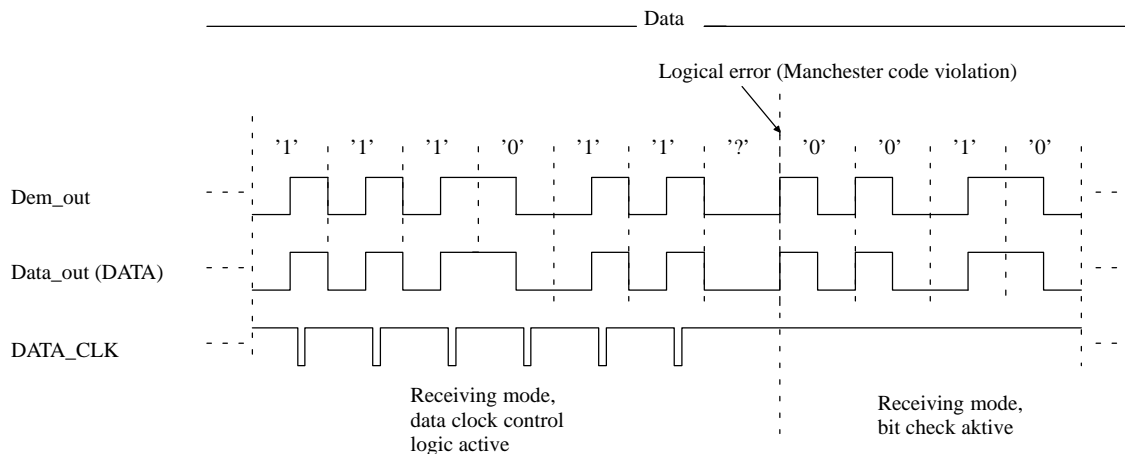 Data
Logical error (Manchester code violation)
’1’ ’1’ ’1’ ’0’ ’1’ ’1’ ’?’ ’0’ ’0’ ’1’ ’0’
Dem_out
Data_out (DATA)
DATA_CLK
Receiving mode,
data clock control
logic active
Receiving mode,
bit check aktive